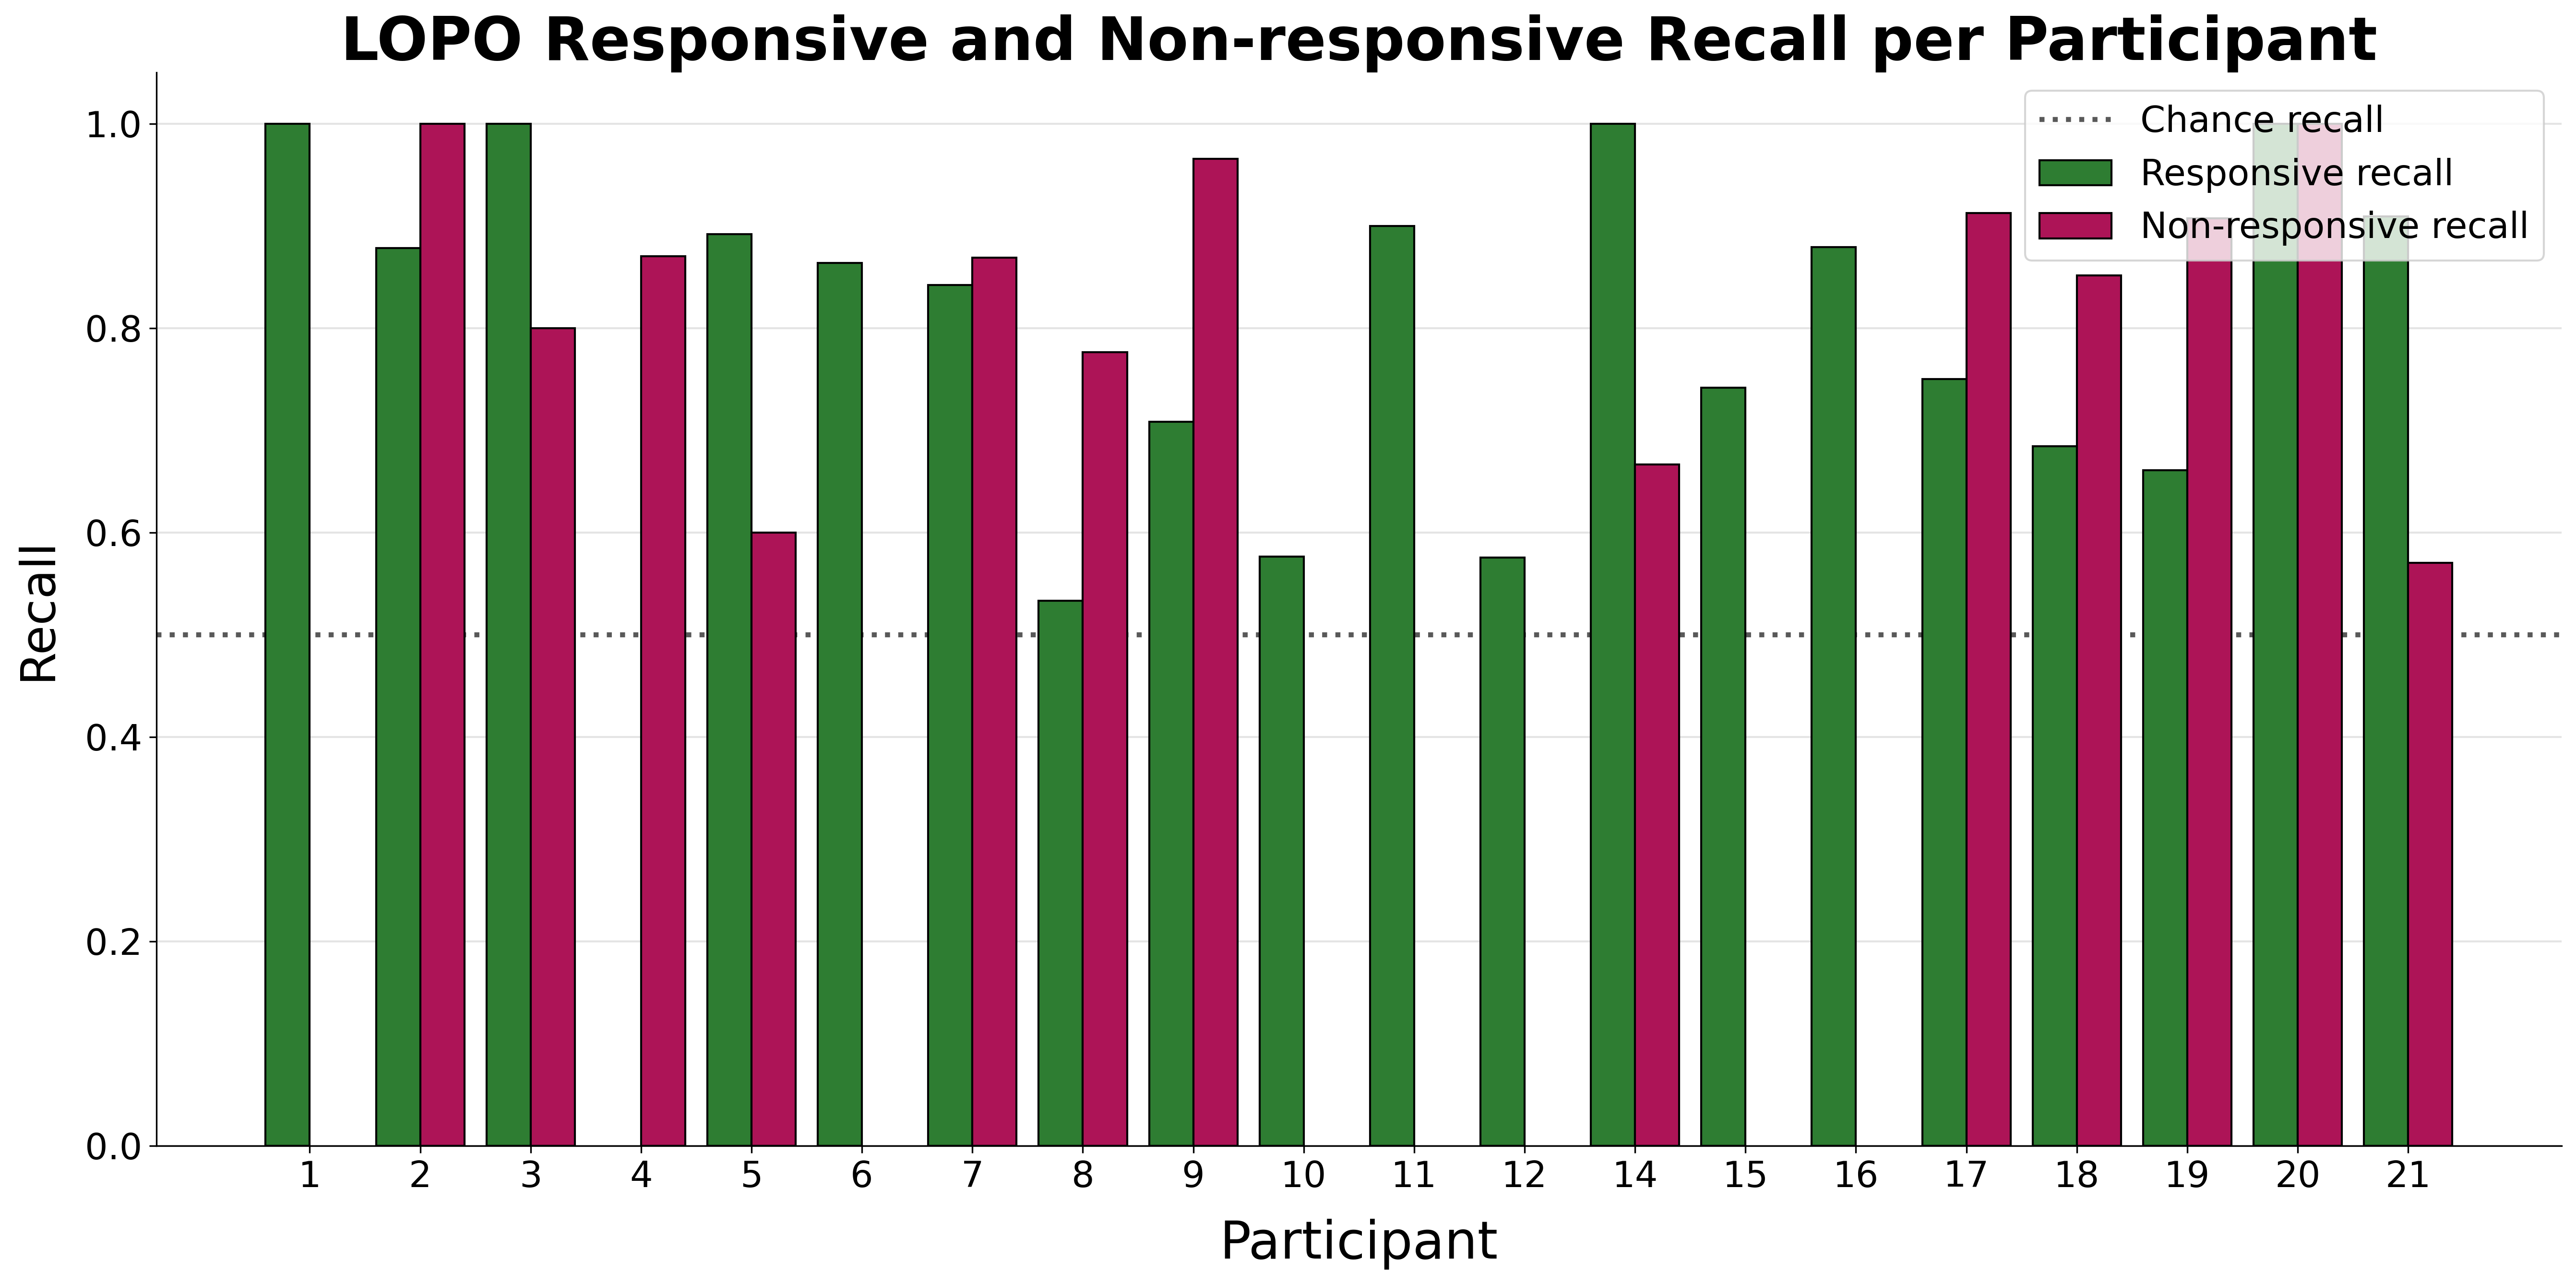 LOPO Responsive and Non-responsive Recall per Participant
Chance recall
Responsive recall
Non-responsive recall
Recall
1.0
0.8
0.6
0.4
0.2
0.0
1 2 3 4 5 6 7 8 9 10 11 12 14 15 16 17 18 19 20 21
Participant